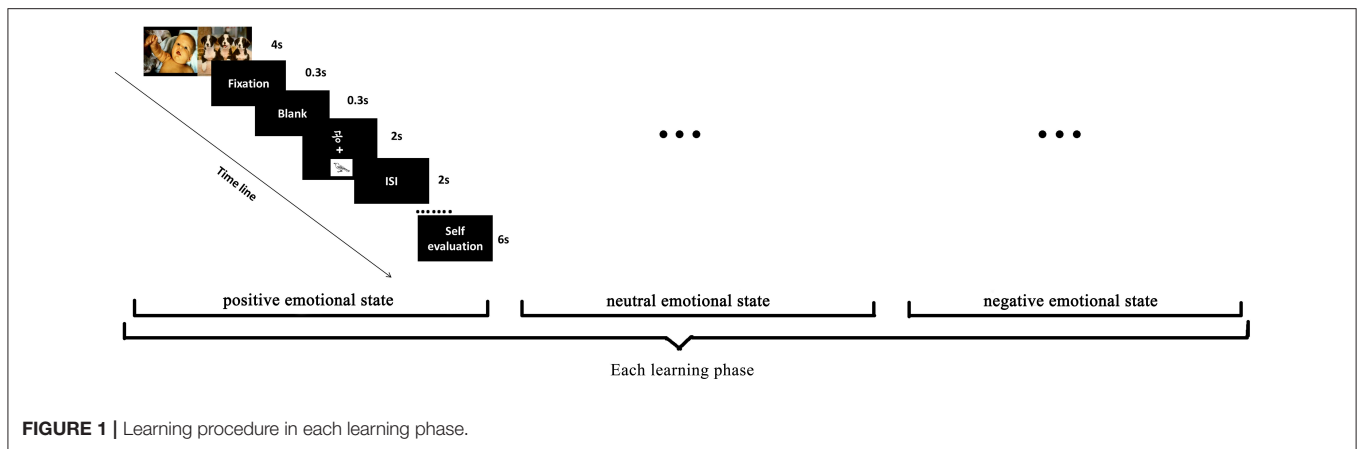 4s
Fixation
0.3s
Blank
0.3s
공
+
2s
ISI
2s
Self
evaluation
6s
Time line
positive emotional state
neutral emotional state
negative emotional state
Each learning phase
FIGURE 1 | Learning procedure in each learning phase.